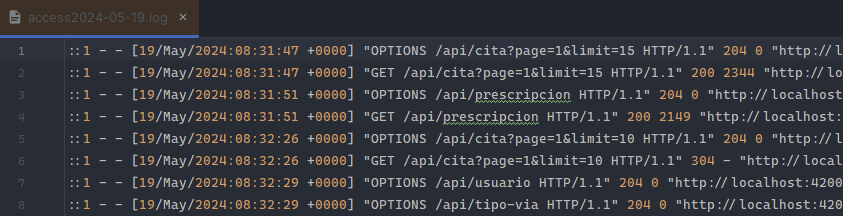 access2024-05-19.log
1 ::1 - - [19/May/2024:08:31:47 +0000] "OPTIONS /api/cita?page=1&limit=15 HTTP/1.1" 204 0 "http://l
2 ::1 - - [19/May/2024:08:31:47 +0000] "GET /api/cita?page=1&limit=15 HTTP/1.1" 200 2344 "http://lo
3 ::1 - - [19/May/2024:08:31:51 +0000] "OPTIONS /api/prescripcion HTTP/1.1" 204 0 "http://localhost
4 ::1 - - [19/May/2024:08:31:51 +0000] "GET /api/prescripcion HTTP/1.1" 200 2149 "http://localhost:
5 ::1 - - [19/May/2024:08:32:26 +0000] "OPTIONS /api/cita?page=1&limit=10 HTTP/1.1" 204 0 "http://l
6 ::1 - - [19/May/2024:08:32:26 +0000] "GET /api/cita?page=1&limit=10 HTTP/1.1" 304 - "http://local
7 ::1 - - [19/May/2024:08:32:29 +0000] "OPTIONS /api/usuario HTTP/1.1" 204 0 "http://localhost:4200
8 ::1 - - [19/May/2024:08:32:29 +0000] "OPTIONS /api/tipo-via HTTP/1.1" 204 0 "http://localhost:420